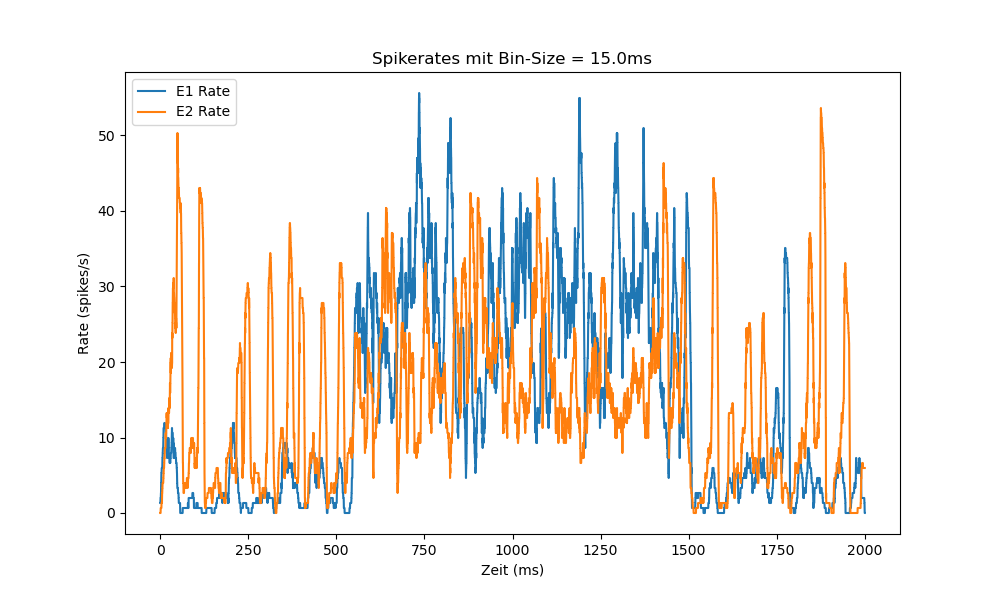 Spikerates mit Bin-Size = 15.0ms
E1 Rate
E2 Rate
50
40
30
20
10
0
Rate (spikes/s)
0 250 500 750 1000 1250 1500 1750 2000
Zeit (ms)